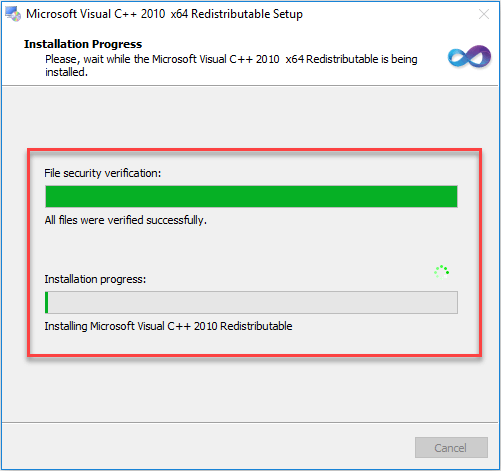 Microsoft Visual C++ 2010  x64 Redistributable Setup
Installation Progress
Please, wait while the Microsoft Visual C++ 2010  x64 Redistributable is being
installed.
File security verification:
All files were verified successfully.
Installation progress:
Installing Microsoft Visual C++ 2010 Redistributable
Cancel